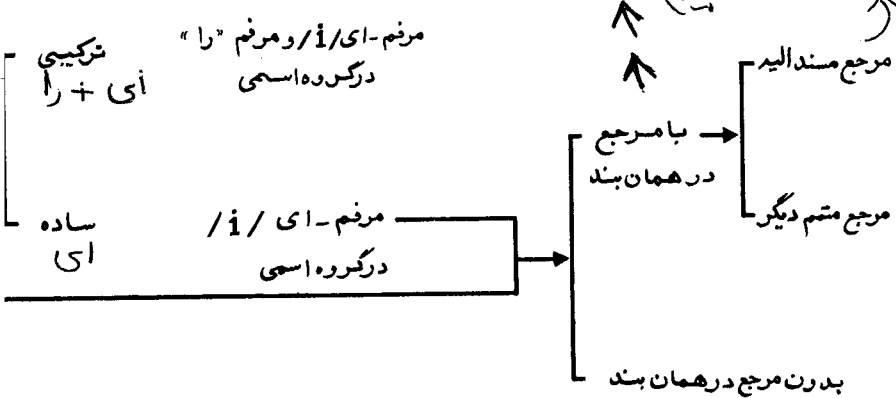 ترکیبی
ای + را
مرفم -ای /i/ و مرفم "را"
درگروه اسمی
ساده
ای
مرفم -ای /i/
درگروه اسمی
با مرجع
در همان بند
مرجع مسندالید
مرجع متمم دیگر
بدون مرجع در همان بند